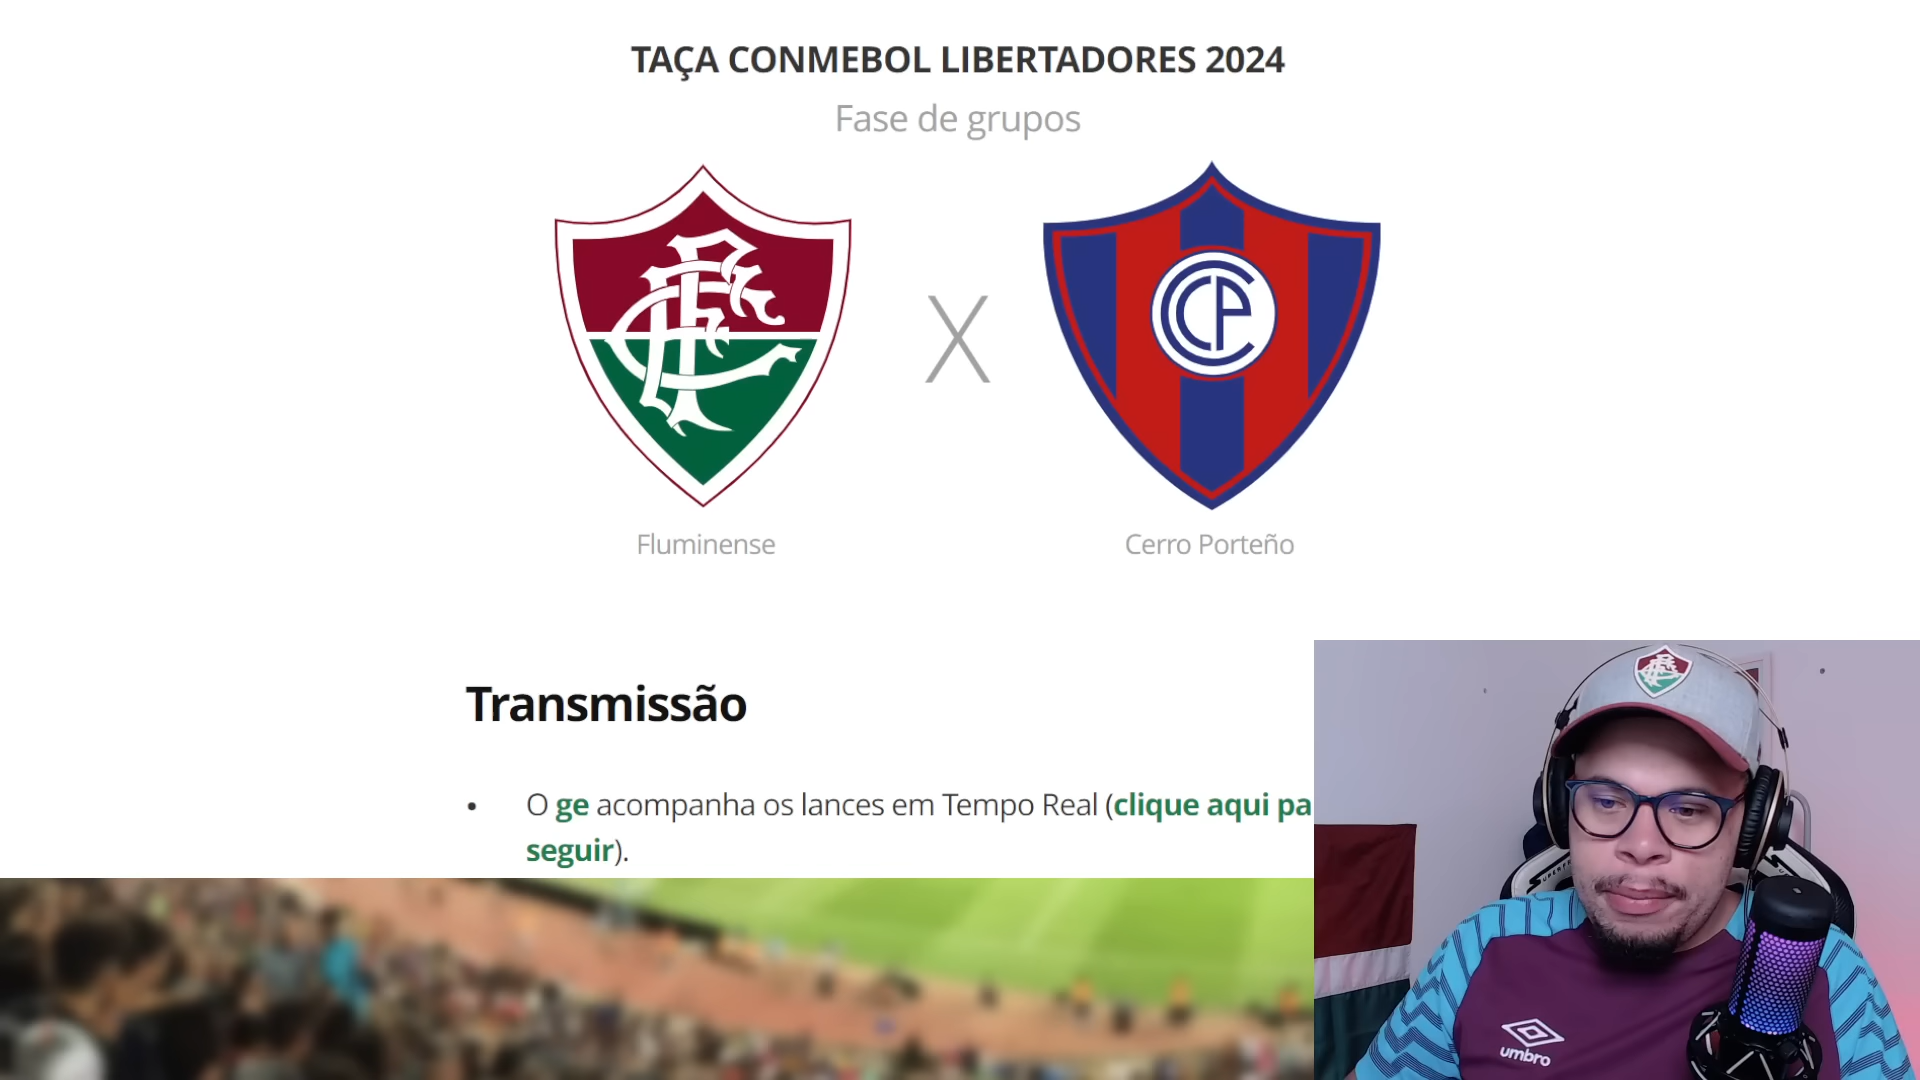 TAÇA CONMEBOL LIBERTADORES 2024
Fase de grupos
X
Fluminense
Cerro Porteño
Transmissão
• O ge acompanha os lances em Tempo Real (clique aqui pa
seguir).
umbro